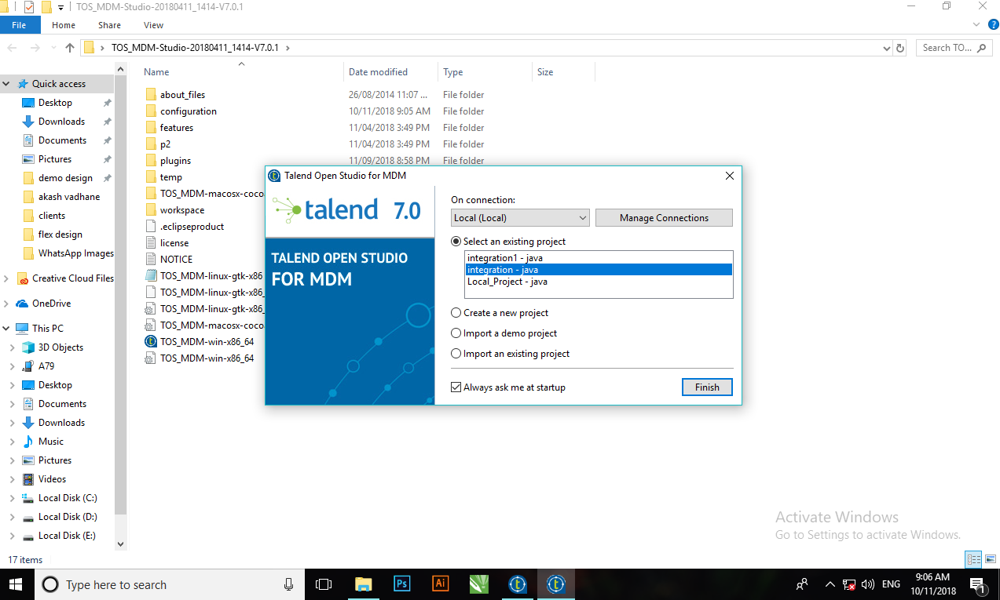 TOS_MDM-Studio-20180411_1414-V7.0.1
File Home Share View
TOS_MDM-Studio-20180411_1414-V7.0.1
Search TO...
Quick access
Desktop
Downloads
Documents
Pictures
demo design
akash vadhane
clients
flex design
WhatsApp Images
Creative Cloud Files
OneDrive
This PC
3D Objects
A79
Desktop
Documents
Downloads
Music
Pictures
Videos
Local Disk (C:)
Local Disk (D:)
Local Disk (E:)
Name Date modified Type Size
about_files 26/08/2014 11:07 ... File folder
configuration 10/11/2018 9:05 AM File folder
features 11/04/2018 3:49 PM File folder
p2 11/04/2018 3:49 PM File folder
plugins 11/09/2018 8:58 PM File folder
temp
TOS_MDM-macosx-coco
workspace
.eclipseproduct
license
NOTICE
TOS_MDM-linux-gtk-x86
TOS_MDM-linux-gtk-x86_
TOS_MDM-linux-gtk-x86_
TOS_MDM-macosx-coco
TOS_MDM-win-x86_64
TOS_MDM-win-x86_64
Talend Open Studio for MDM
talend 7.0
TALEND OPEN STUDIO
FOR MDM
On connection:
Local (Local) Manage Connections
Select an existing project
integration1 - java
integration - java
Local_Project - java
Create a new project
Import a demo project
Import an existing project
Always ask me at startup Finish
Activate Windows
Go to Settings to activate Windows.
17 items
Type here to search
Ps
Ai
ENG
9:06 AM
10/11/2018
1